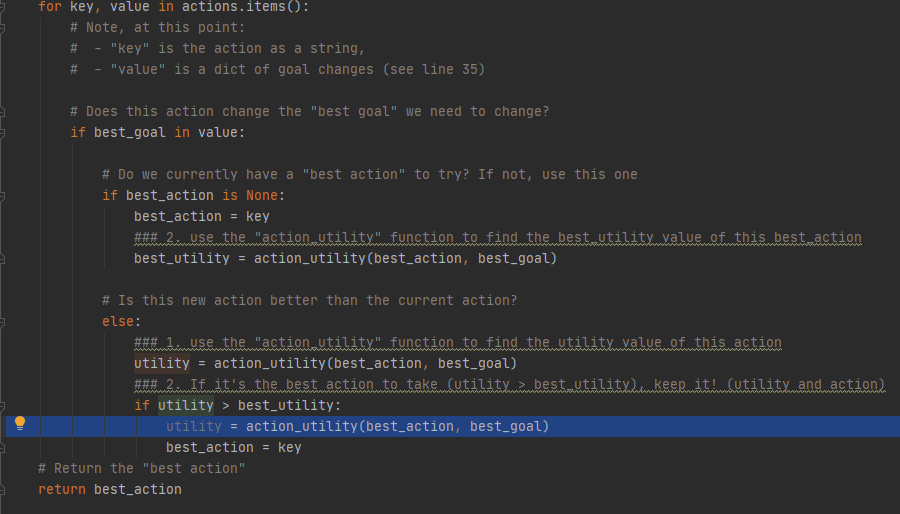 for key, value in actions.items():
# Note, at this point:
#  - "key" is the action as a string,
#  - "value" is a dict of goal changes (see line 35)
# Does this action change the "best goal" we need to change?
if best_goal in value:
# Do we currently have a "best action" to try? If not, use this one
if best_action is None:
best_action = key
### 2. use the "action_utility" function to find the best_utility value of this best_action
best_utility = action_utility(best_action, best_goal)
# Is this new action better than the current action?
else:
### 1. use the "action_utility" function to find the utility value of this action
utility = action_utility(best_action, best_goal)
### 2. If it's the best action to take (utility > best_utility), keep it! (utility and action)
if utility > best_utility:
utility = action_utility(best_action, best_goal)
best_action = key
# Return the "best action"
return best_action